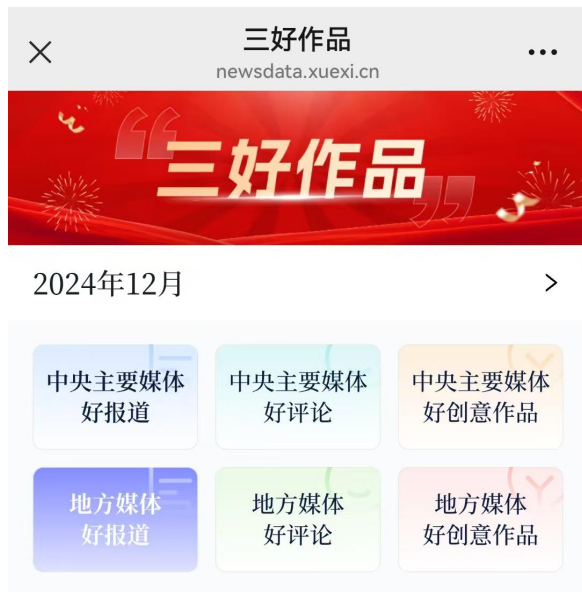 三好作品
newsdata.xuexi.cn
三好作品
2024年12月
中央主要媒体
好报道
中央主要媒体
好评论
中央主要媒体
好创意作品
地方媒体
好报道
地方媒体
好评论
地方媒体
好创意作品